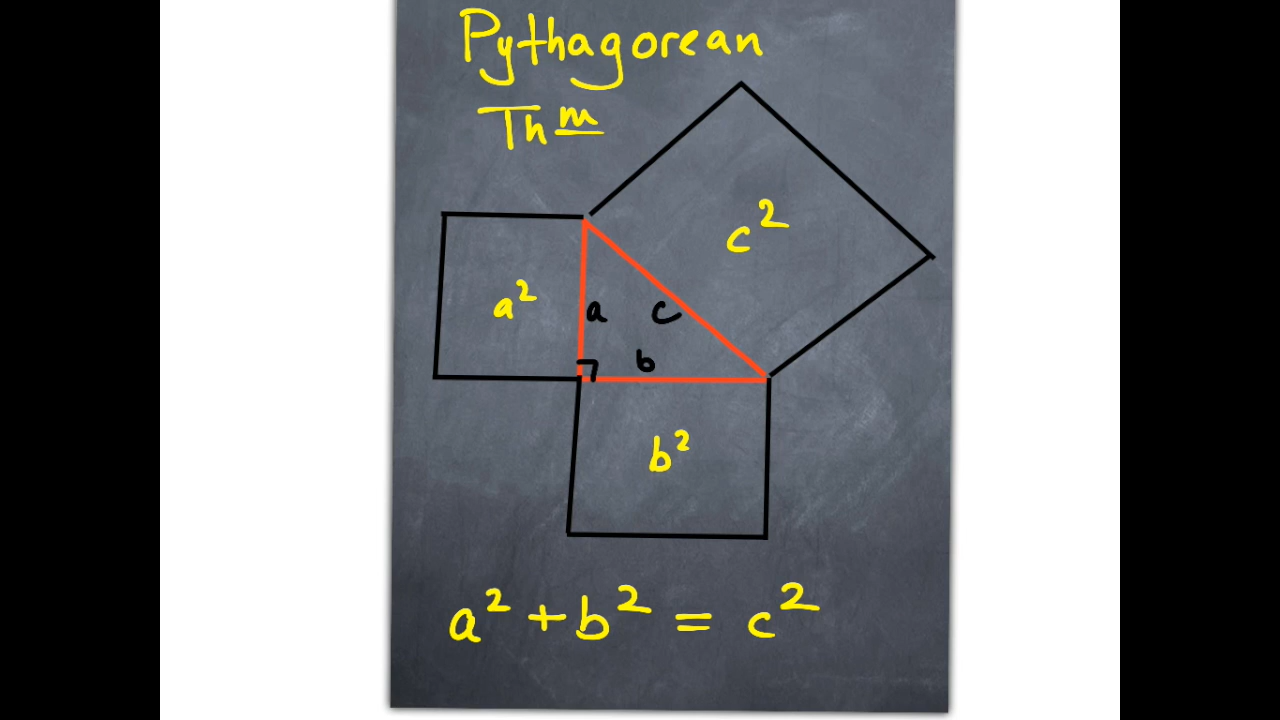 Pythagorean
Thm
c²
a²
a c
b
b²
a² + b² = c²